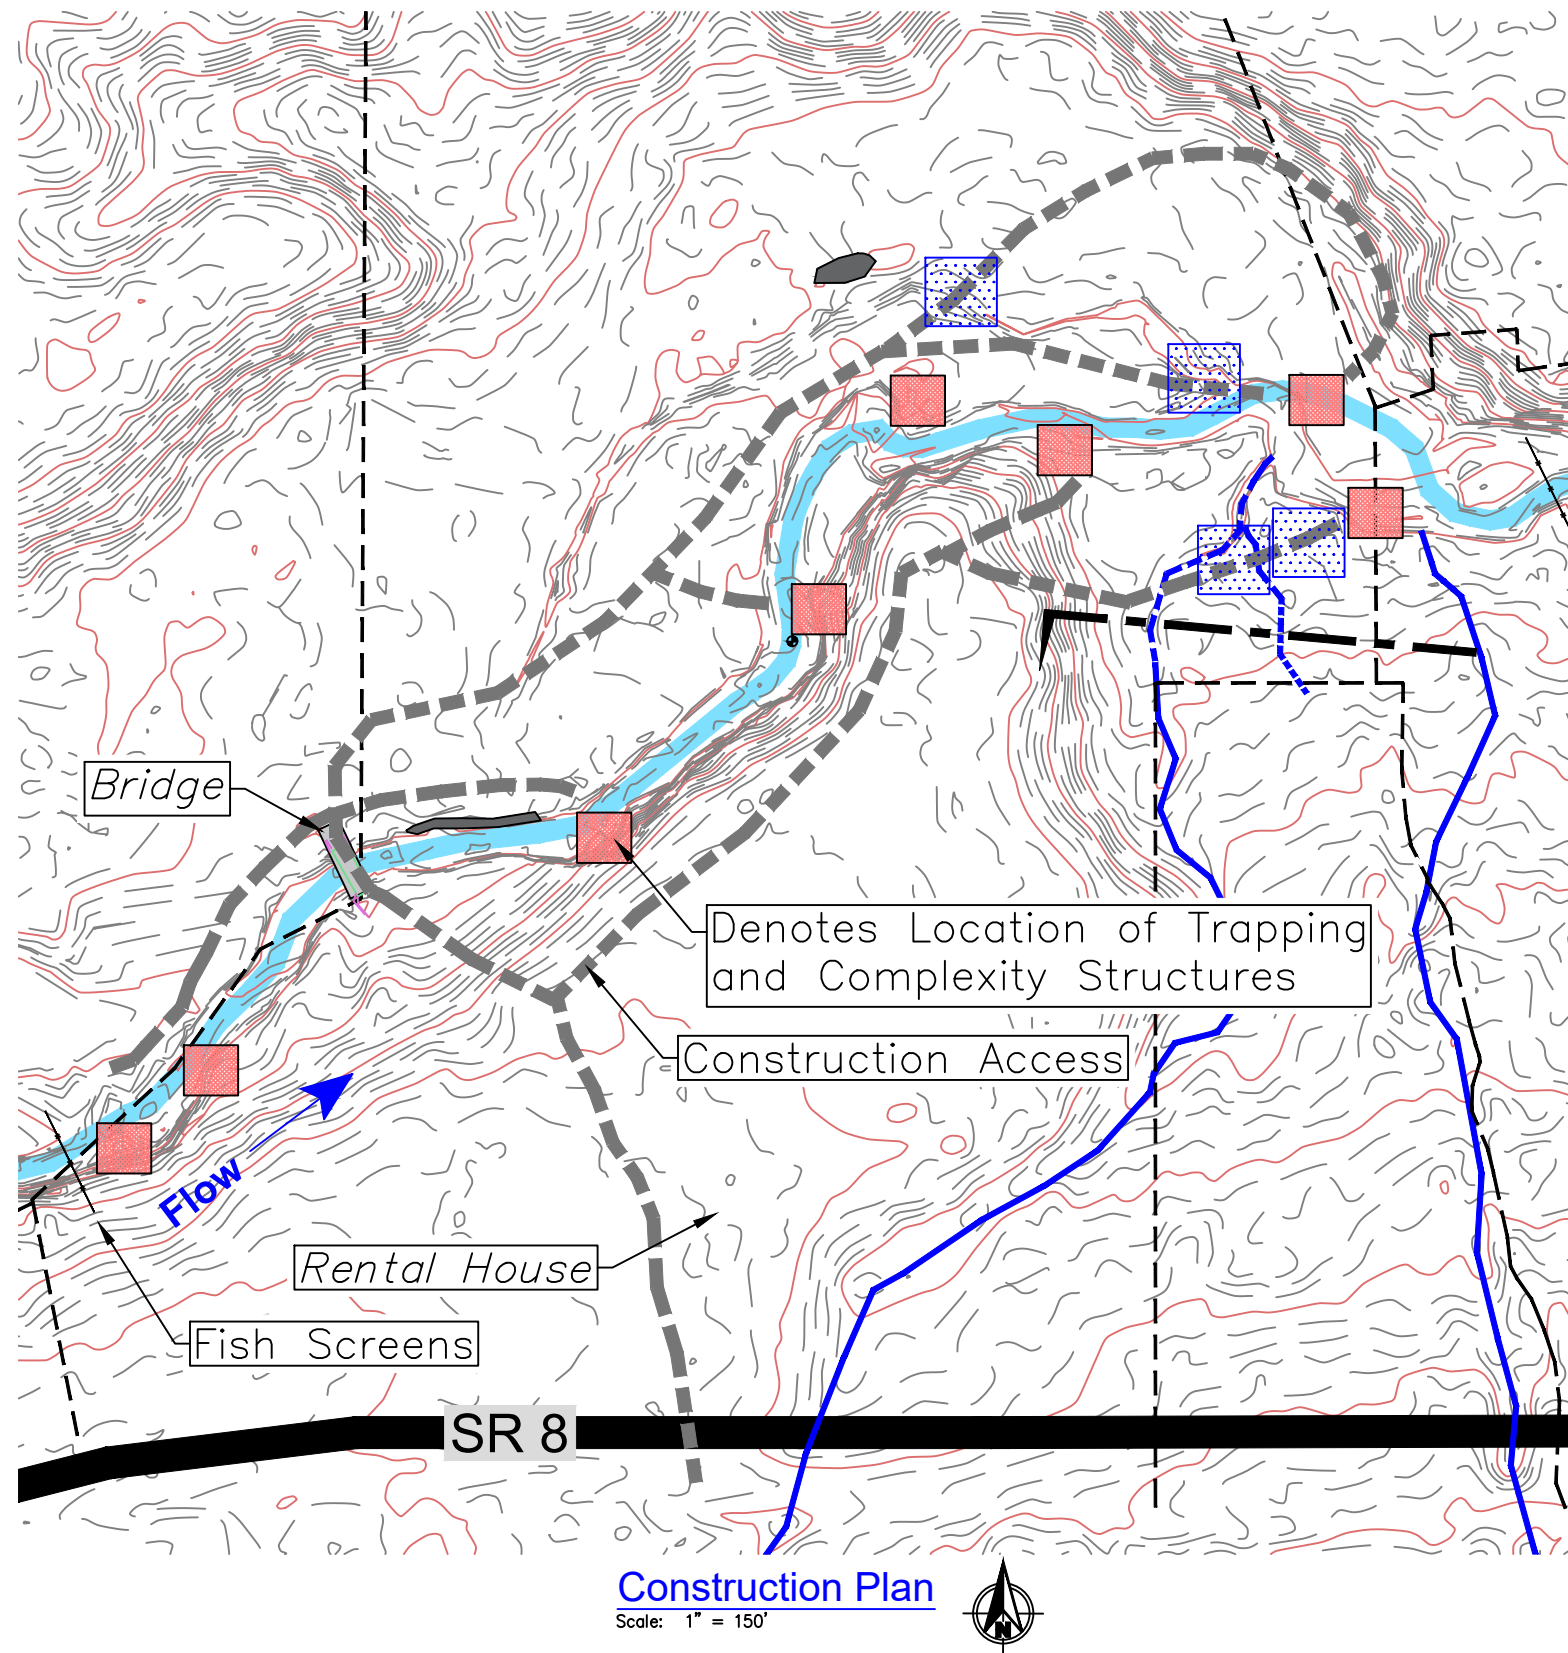 Bridge
Denotes Location of Trapping
and Complexity Structures
Construction Access
Flow
Rental House
Fish Screens
SR 8
Construction Plan
Scale: 1" = 150'
N